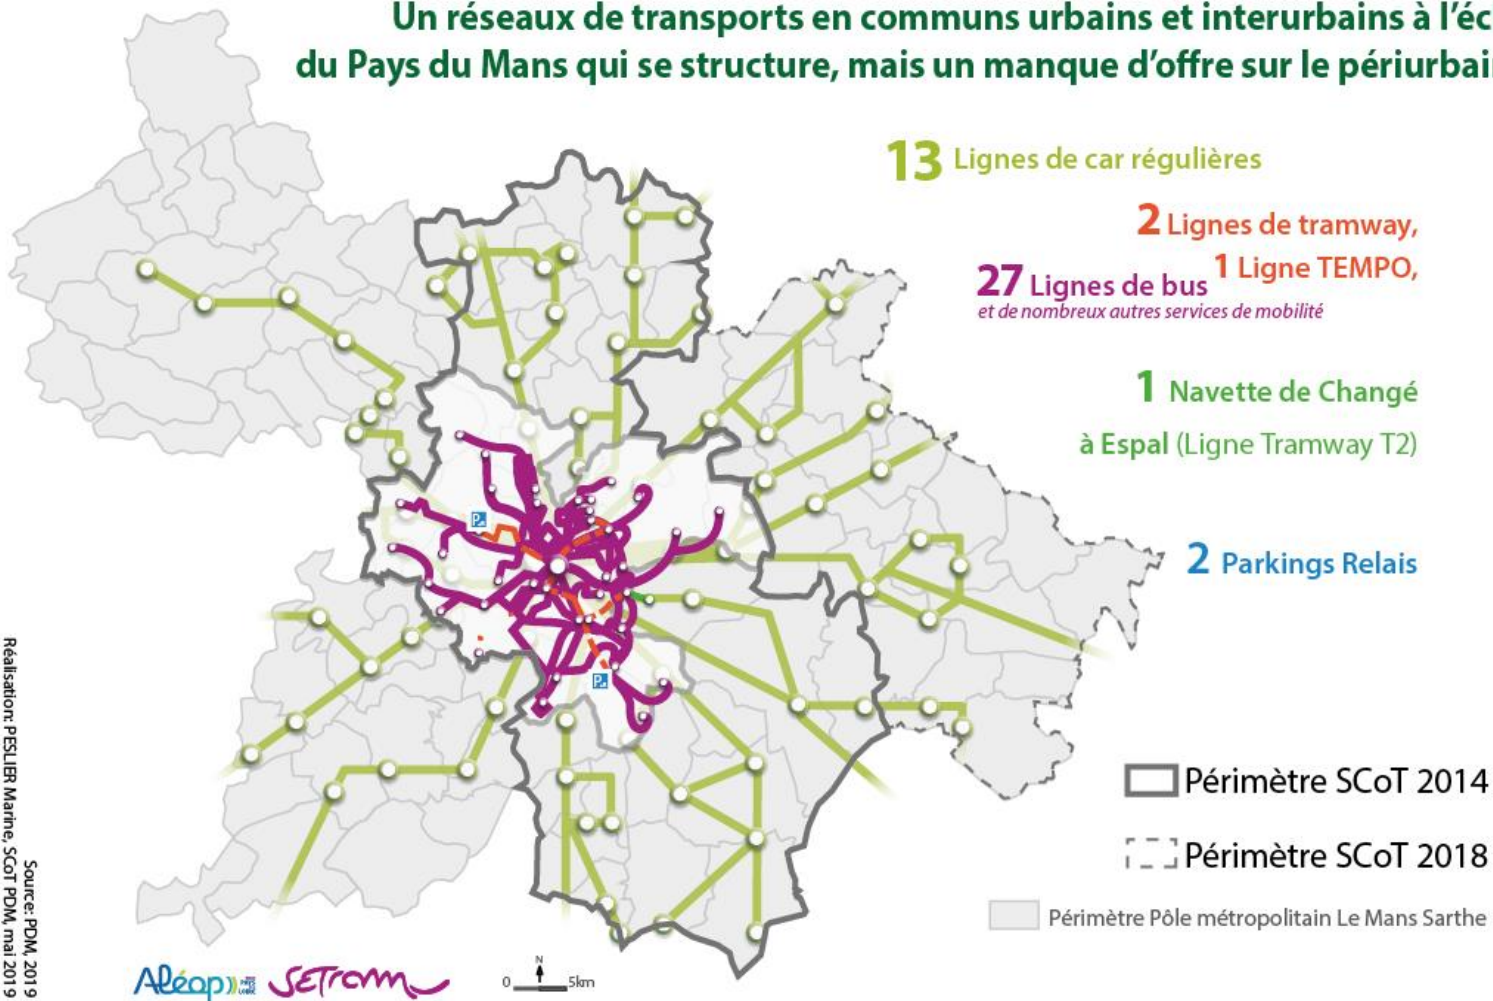 Un réseaux de transports en communs urbains et interurbains à l'éc
du Pays du Mans qui se structure, mais un manque d'offre sur le périurbai
13 Lignes de car régulières
2 Lignes de tramway,
1 Ligne TEMPO,
27 Lignes de bus
et de nombreux autres services de mobilité
1 Navette de Changé
à Espal (Ligne Tramway T2)
2 Parkings Relais
P
P
Périmètre SCoT 2014
Périmètre SCoT 2018
Périmètre Pôle métropolitain Le Mans Sarthe
Source: PDM, 2019
Réalisation: PESLIER Marine, SCoT PDM, mai 2019
Aléop
SETRAM
N
0 5km